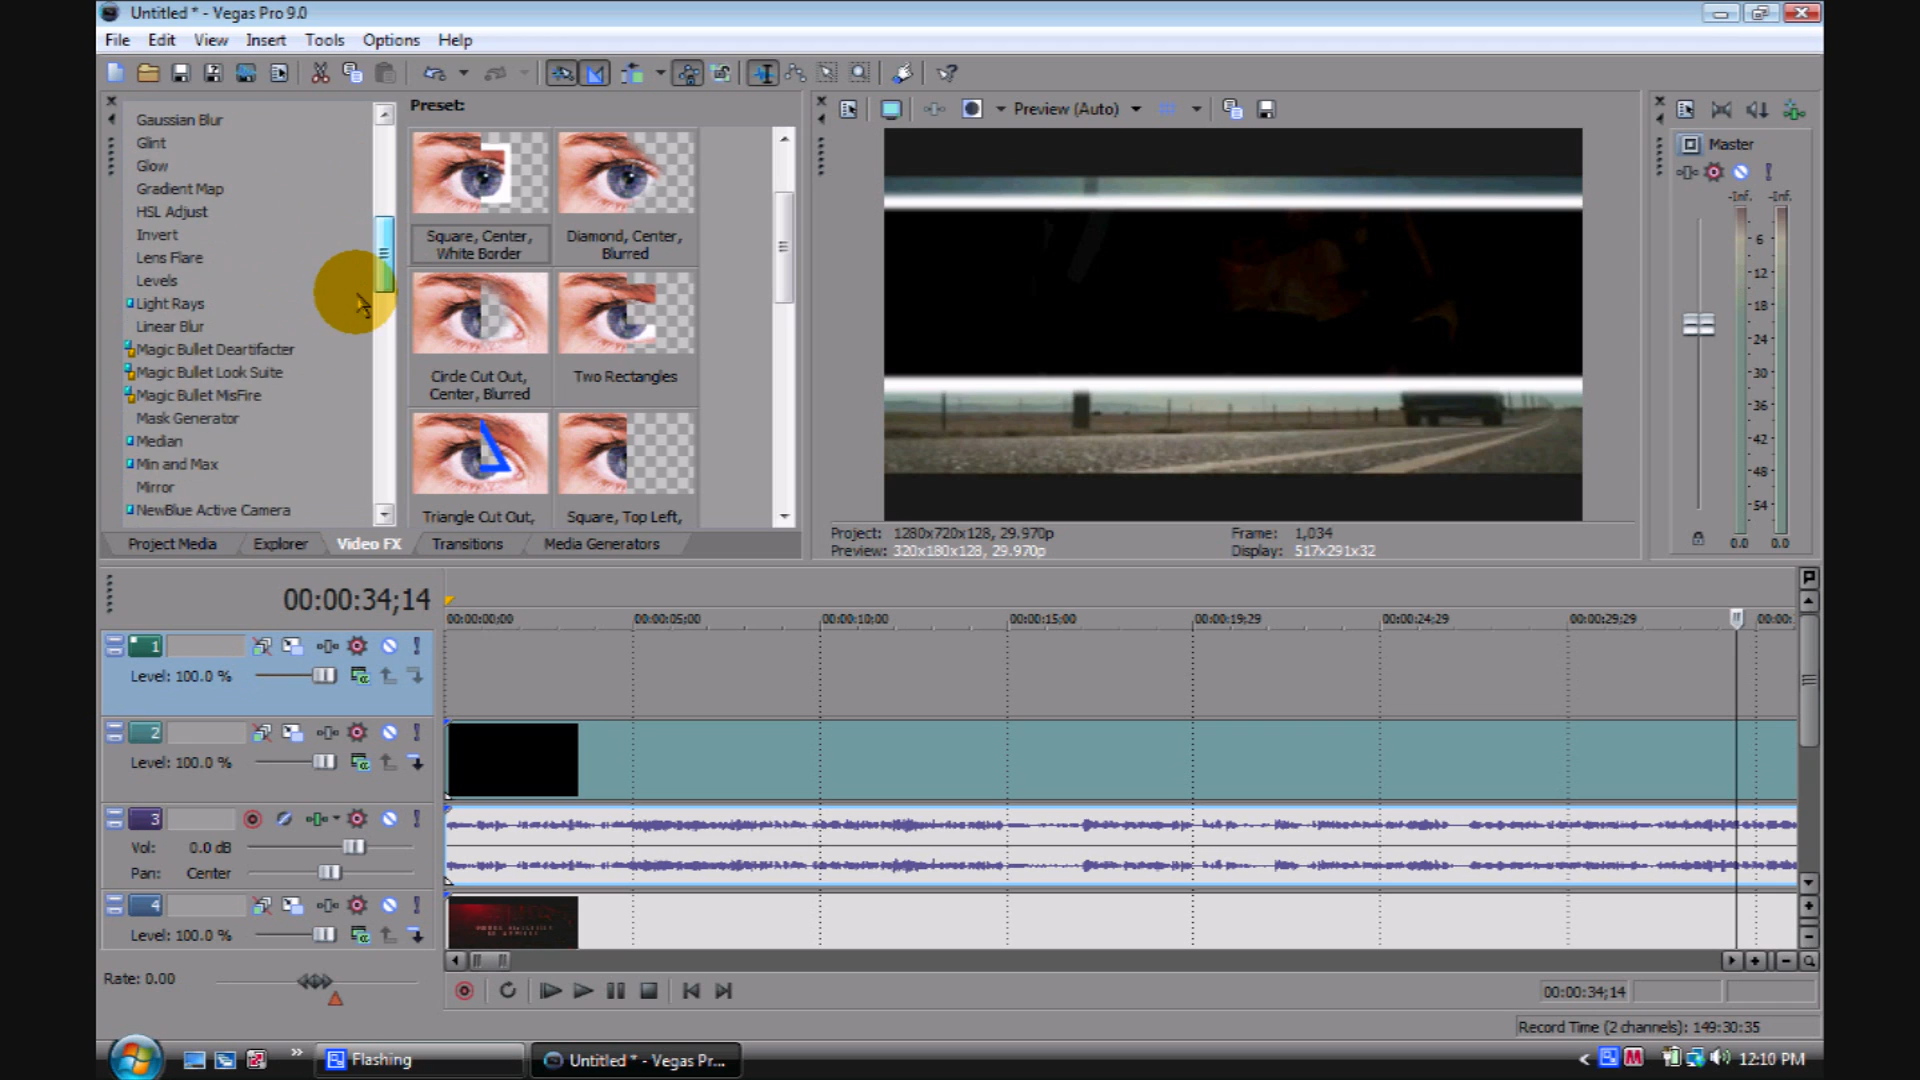 Untitled * - Vegas Pro 9.0
File Edit View Insert Tools Options Help
Gaussian Blur
Glint
Glow
Gradient Map
HSL Adjust
Invert
Lens Flare
Levels
Light Rays
Linear Blur
Magic Bullet Deartifacter
Magic Bullet Look Suite
Magic Bullet MisFire
Mask Generator
Median
Min and Max
Mirror
NewBlue Active Camera
Preset:
Square, Center,
White Border
Diamond, Center,
Blurred
Circle Cut Out,
Center, Blurred
Two Rectangles
Triangle Cut Out,
Square, Top Left,
Project Media Explorer Video FX Transitions Media Generators
Preview (Auto)
Project: 1280x720x128, 29.970p
Preview: 320x180x128, 29.970p
Frame: 1,034
Display: 517x291x32
Master
-Inf. -Inf.
- 6 -
-12-
-18-
-24-
-30-
-36-
-42-
-48-
-54-
0.0 0.0
00:00:34;14
00:00:00;00 00:00:05;00 00:00:10;00 00:00:15;00 00:00:19;29 00:00:24;29 00:00:29;29 00:00:
1
Level: 100.0 %
2
Level: 100.0 %
3
Vol: 0.0 dB
Pan: Center
4
Level: 100.0 %
Rate: 0.00
00:00:34;14
Record Time (2 channels): 149:30:35
Flashing
Untitled * - Vegas Pr...
12:10 PM